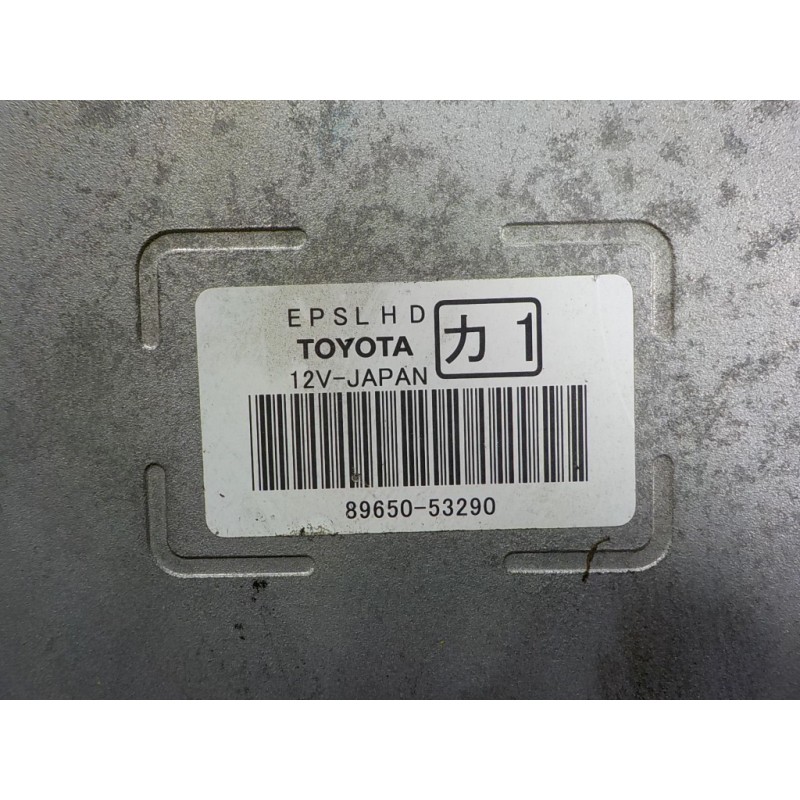 EPSLHD
TOYOTA
カ1
12V-JAPAN
89650-53290